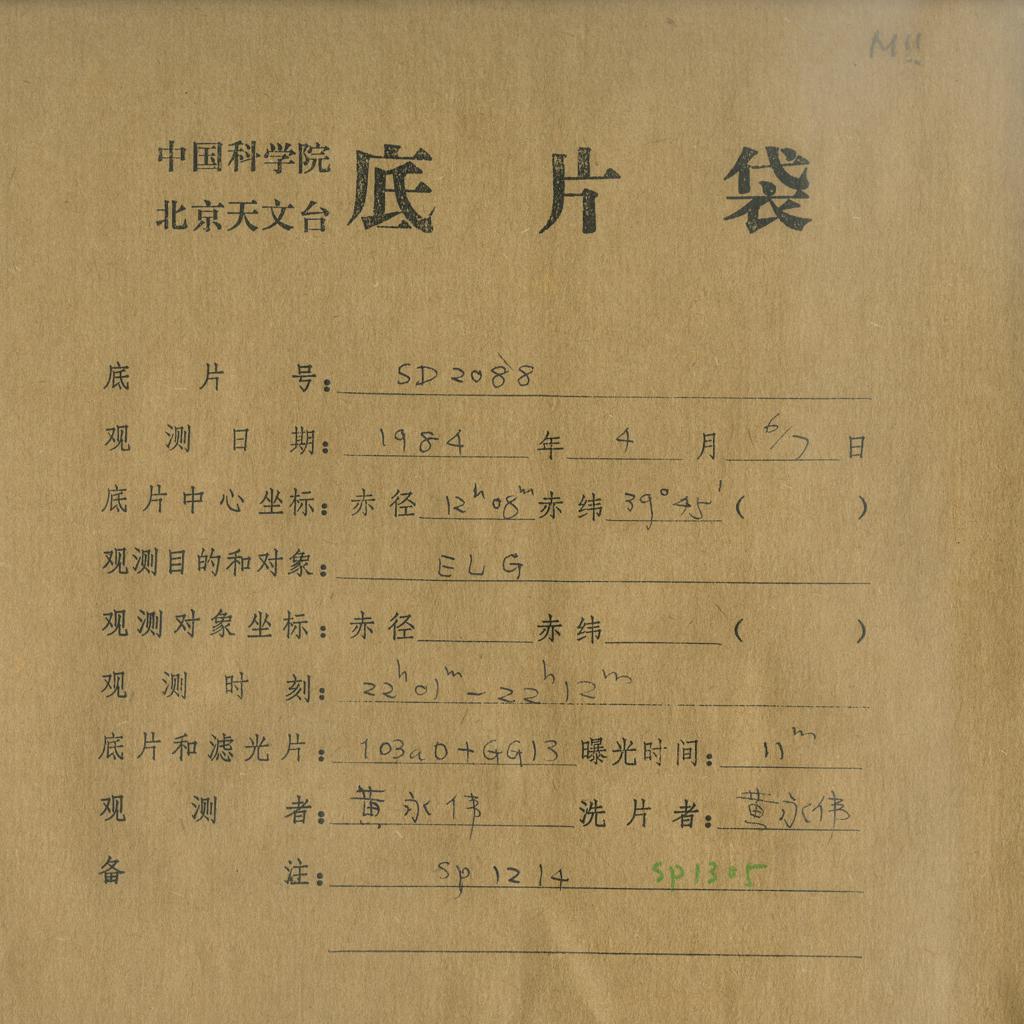 中国科学院
北京天文台
底片袋
底片号: SD2088
观测日期: 1984年 4月 6/7日
底片中心坐标: 赤径 12ʰ08ᵐ 赤纬 39°45′ ( )
观测目的和对象: ELG
观测对象坐标: 赤径 赤纬 ( )
观测时刻: 22ʰ01ᵐ-22ʰ12ᵐ
底片和滤光片: 103aO+GG13 曝光时间: 11ᵐ
观测者: 黄永伟 洗片者: 黄永伟
备注: Sp 1214 Sp1305